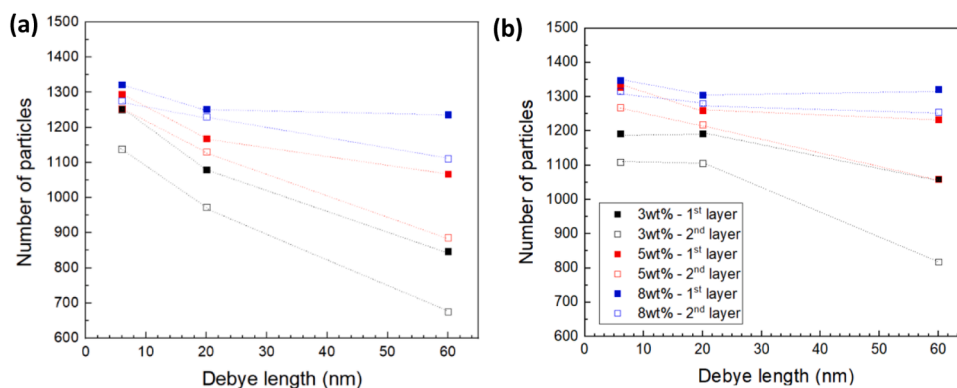 (a)
1500
1400
1300
1200
1100
1000
900
800
700
600
Number of particles
0 10 20 30 40 50 60
Debye length (nm)
(b)
1500
1400
1300
1200
1100
1000
900
800
700
600
Number of particles
3wt% - 1st layer
3wt% - 2nd layer
5wt% - 1st layer
5wt% - 2nd layer
8wt% - 1st layer
8wt% - 2nd layer
0 10 20 30 40 50 60
Debye length (nm)